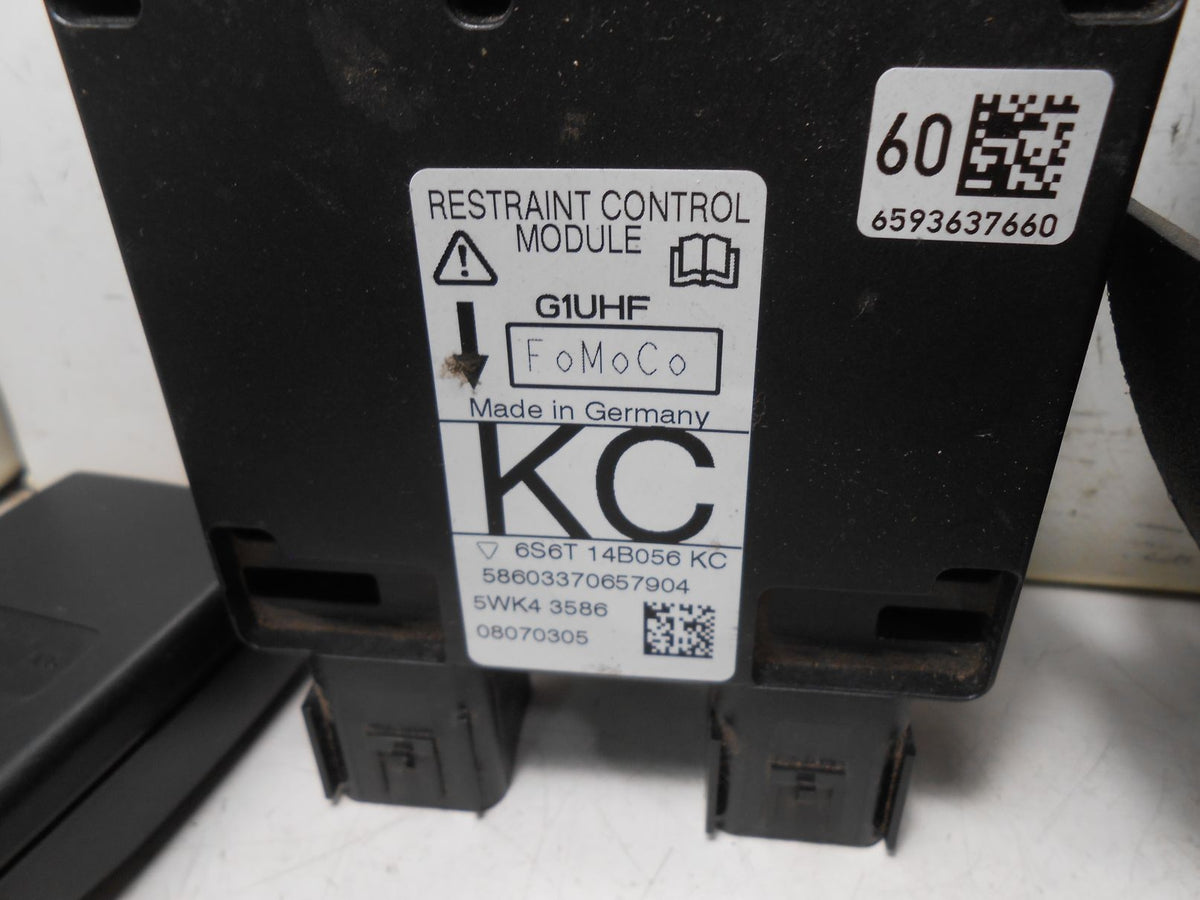 60
6593637660
RESTRAINT CONTROL
MODULE
G1UHF
FoMoCo
Made in Germany
KC
6S6T 14B056 KC
58603370657904
5WK4 3586
08070305